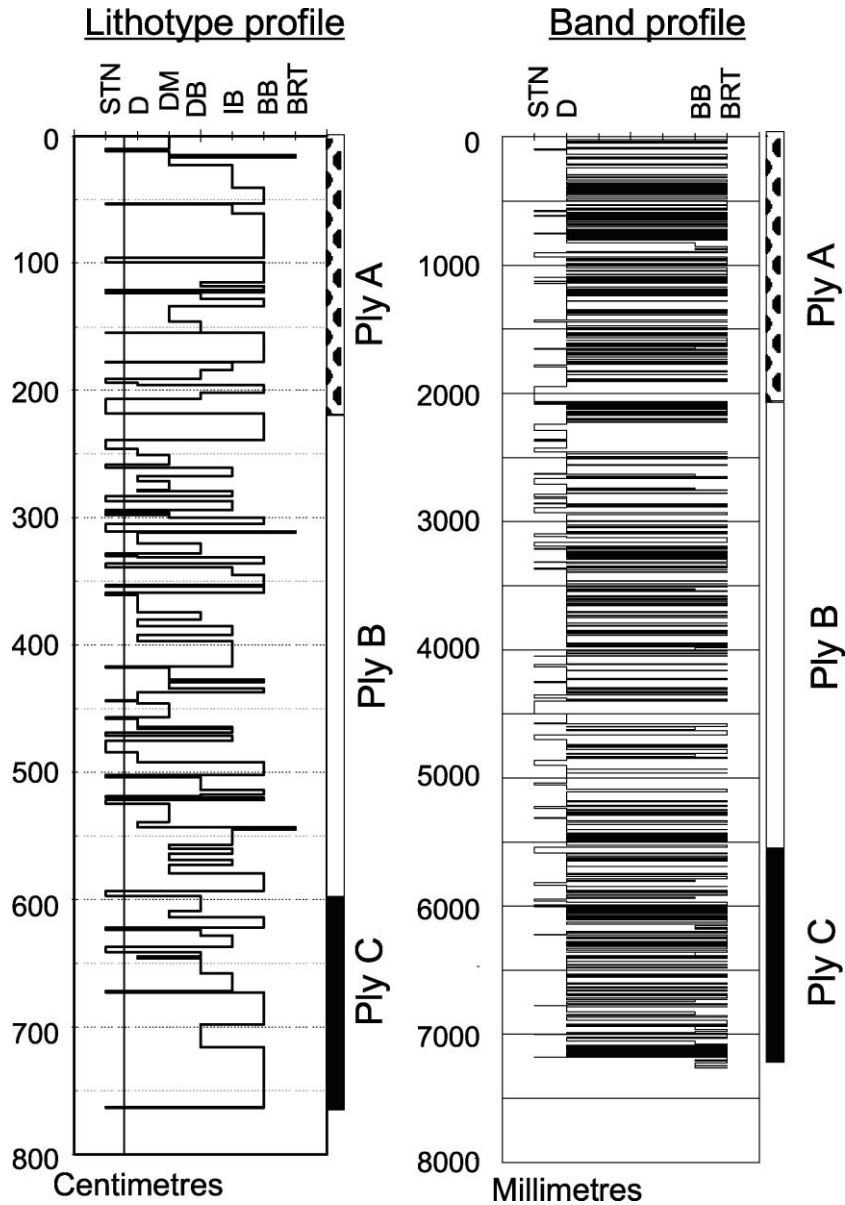 Lithotype profile
STN
D
DM
DB
IB
BB
BRT
0
100
200
300
400
500
600
700
800
Centimetres
Ply A
Ply B
Ply C
Band profile
STN
D
BB
BRT
0
1000
2000
3000
4000
5000
6000
7000
8000
Millimetres
Ply A
Ply B
Ply C